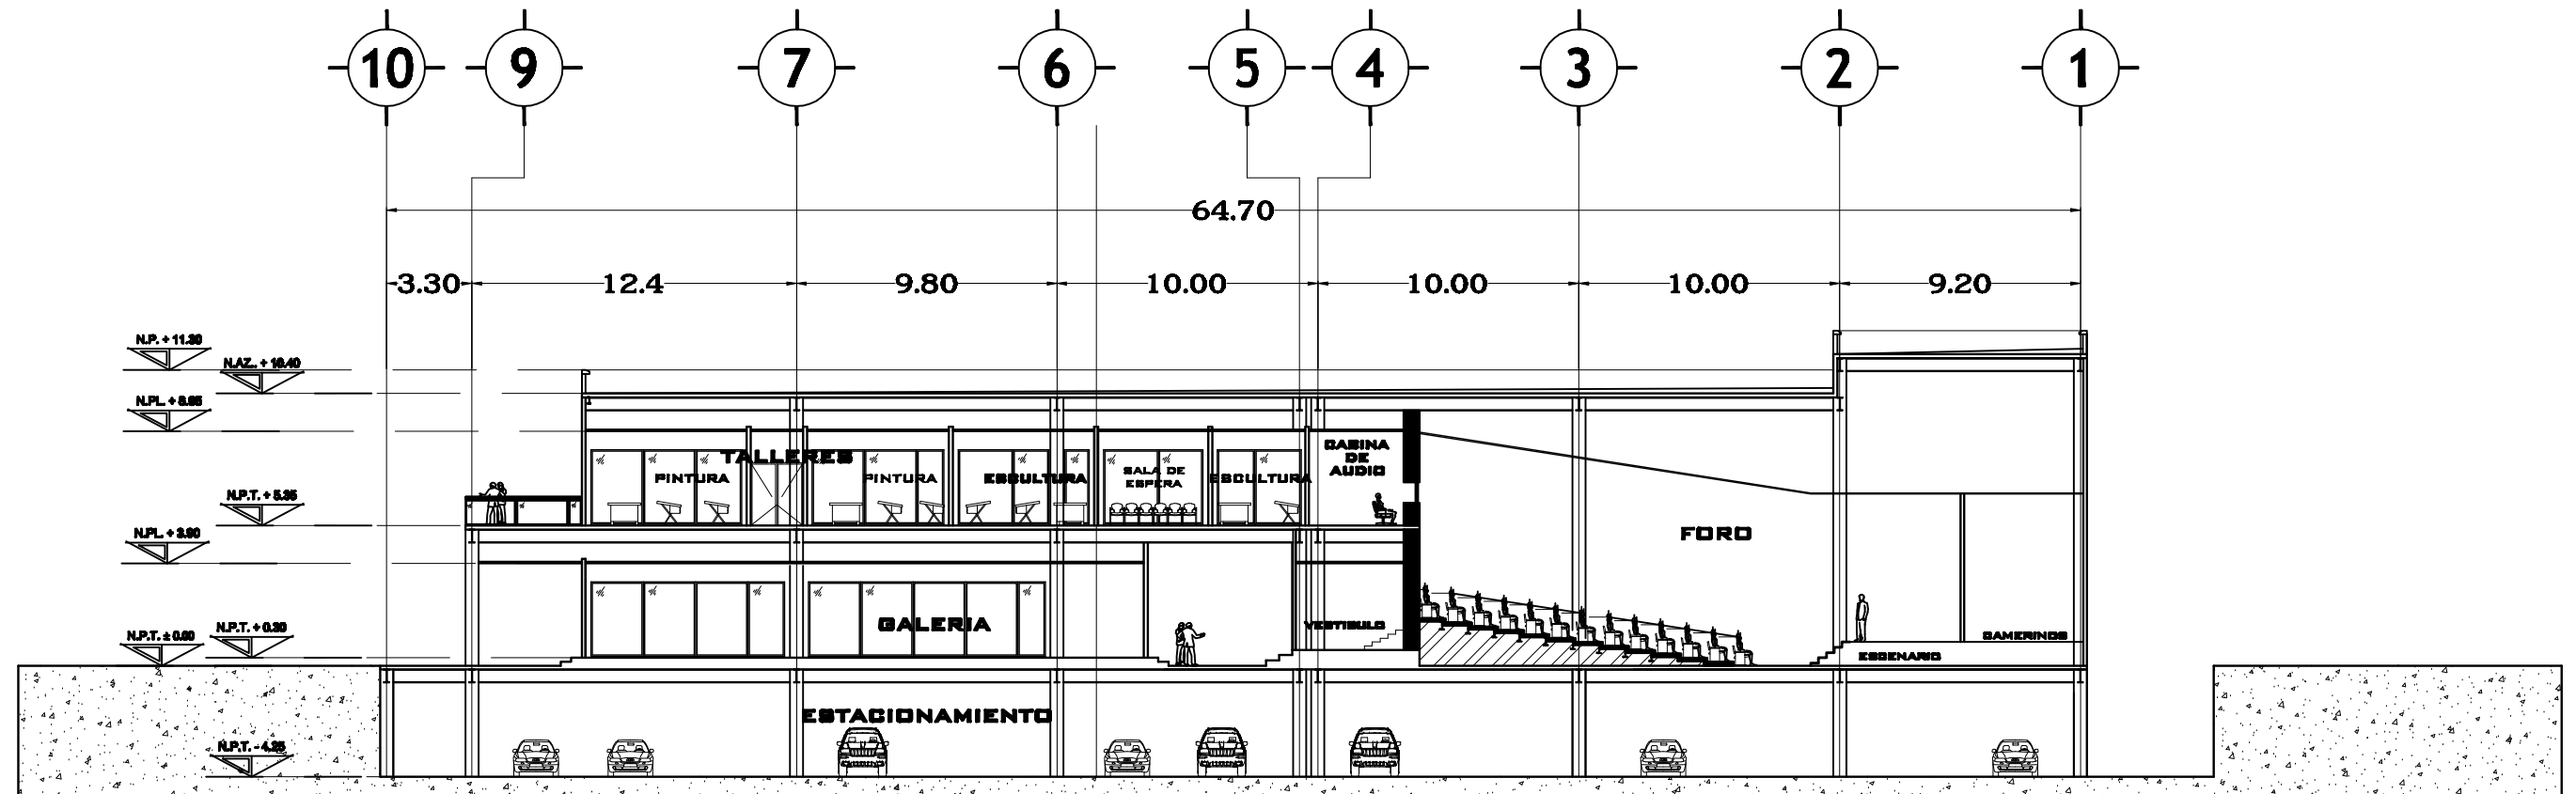 10 9 7 6 5 4 3 2 1
64.70
3.30 12.4 9.80 10.00 10.00 10.00 9.20
N.P. + 11.30
N.AZ.. + 10.40
N.PL. + 8.85
TALLERES
CABINA
DE
AUDIO
PINTURA PINTURA ESCULTURA
SALA DE
ESPERA
ESCULTURA
N.P.T. + 5.35
N.PL. + 3.90
FORO
GALERIA
VESTIBULO
N.P.T. ± 0.00 N.P.T. + 0.30
CAMERINOS
ESCENARIO
ESTACIONAMIENTO
N.P.T. - 4.25